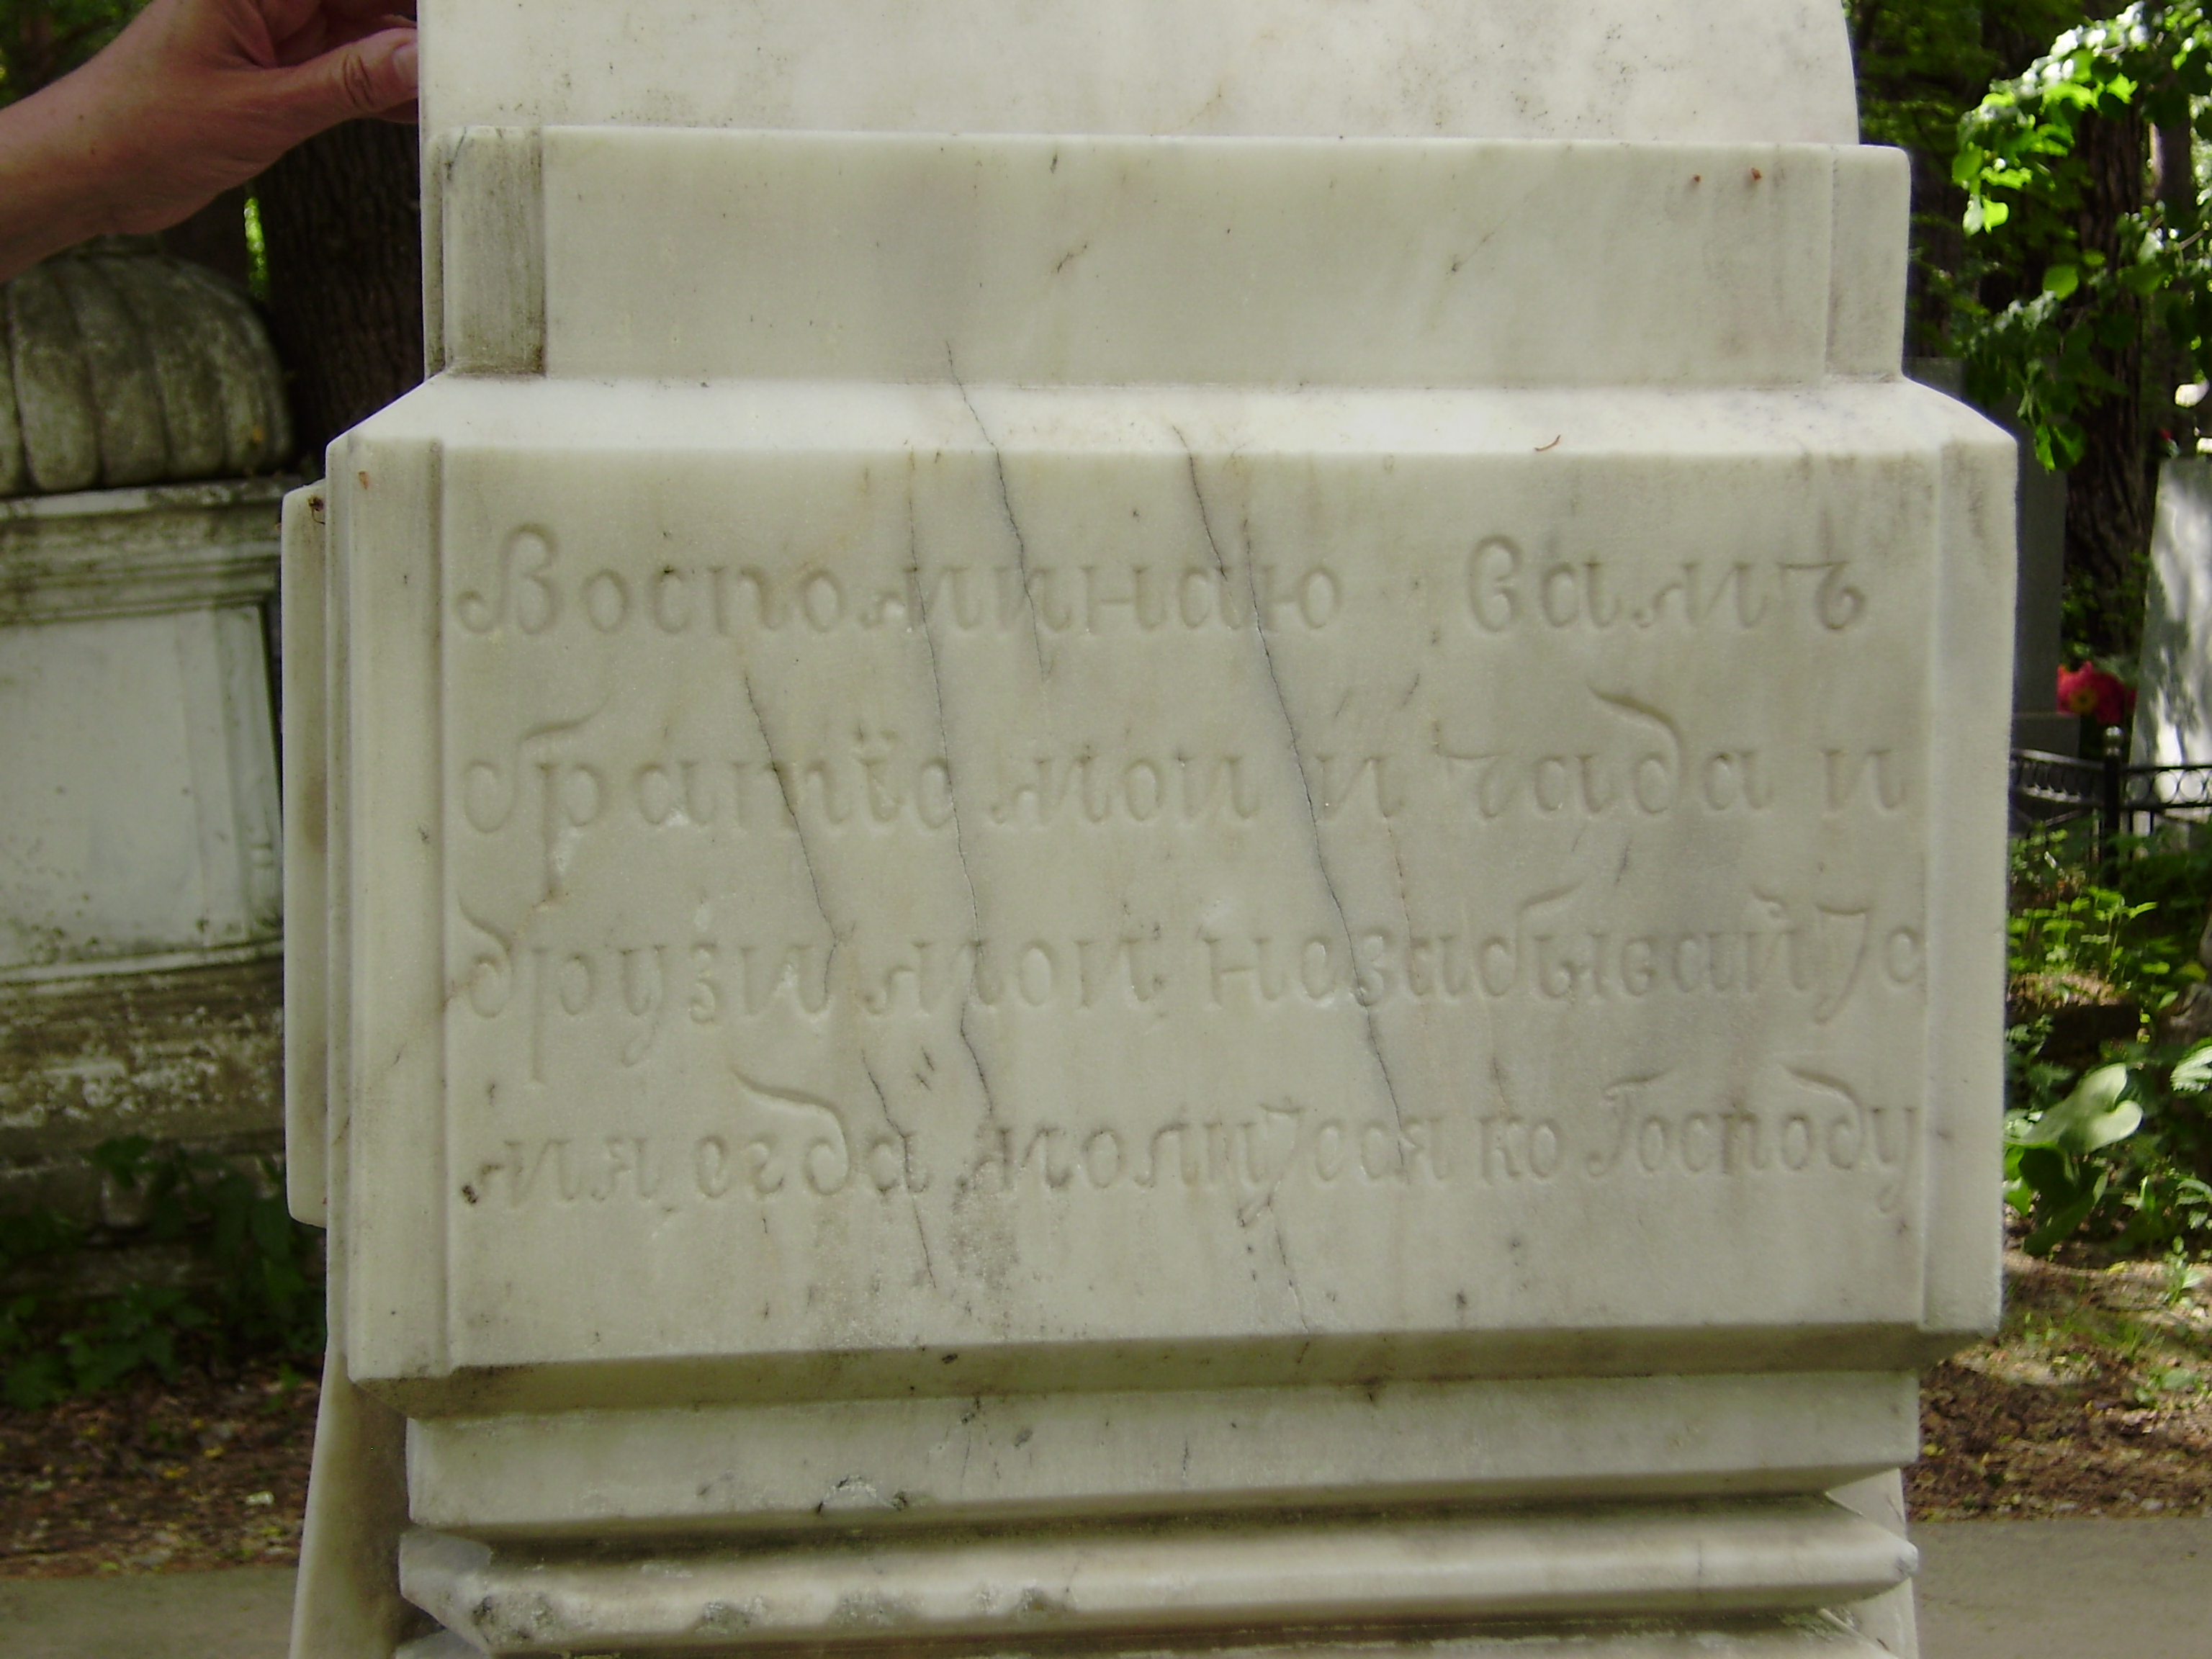 Воспоминаю вамъ
братїе мои и чада и
друзи мои, незабывайте
мя, егда молитеся ко Господу